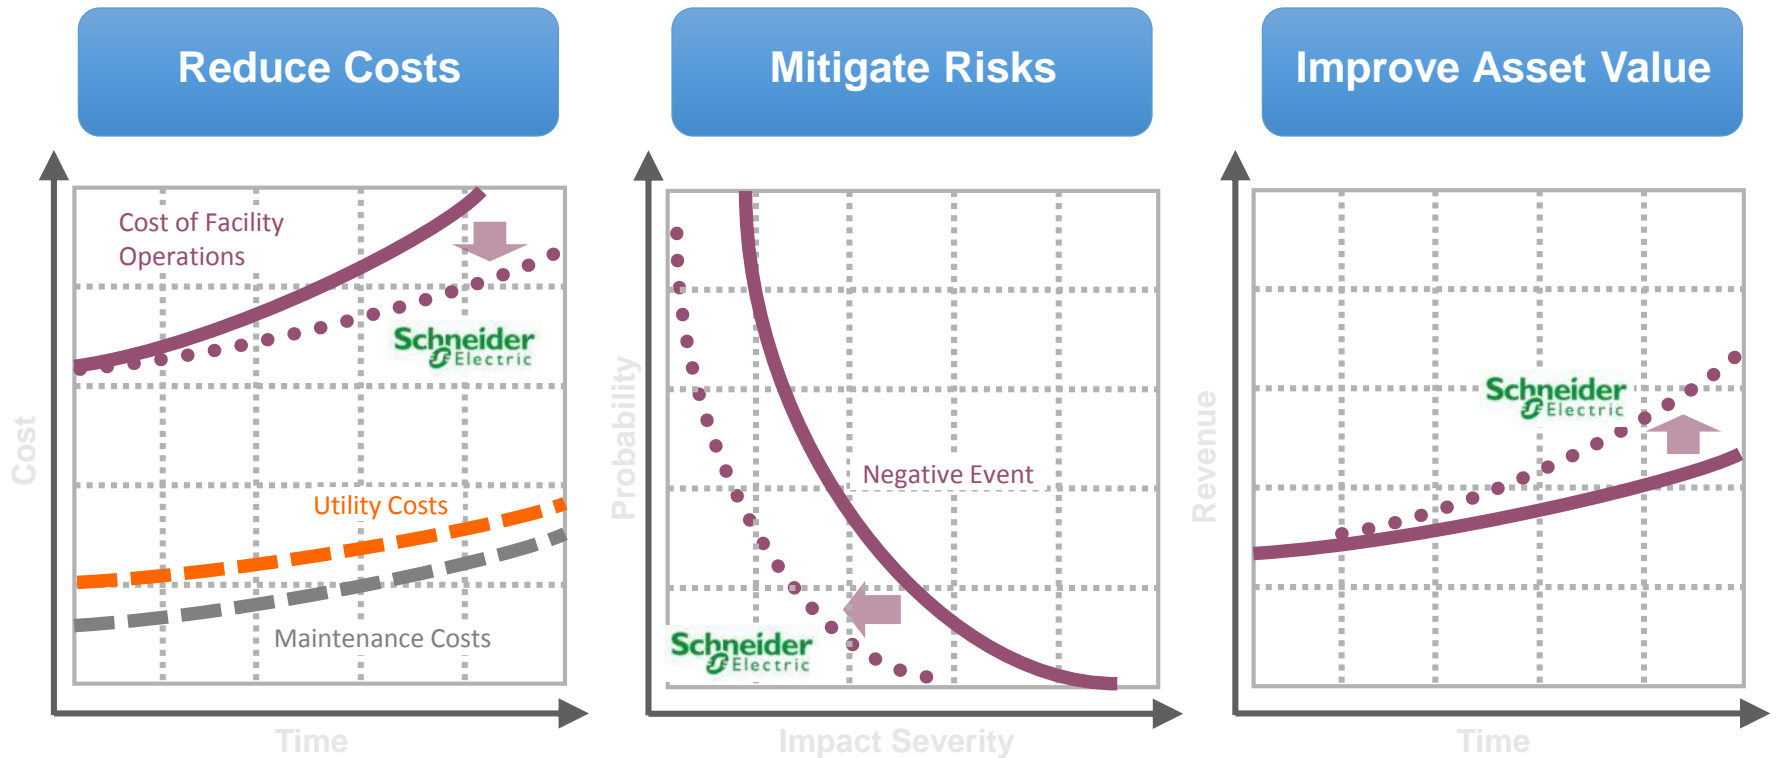 Reduce Costs
Mitigate Risks
Improve Asset Value
Cost of Facility
Operations
Schneider
Electric
Utility Costs
Maintenance Costs
Cost
Time
Negative Event
Schneider
Electric
Probability
Impact Severity
Schneider
Electric
Revenue
Time